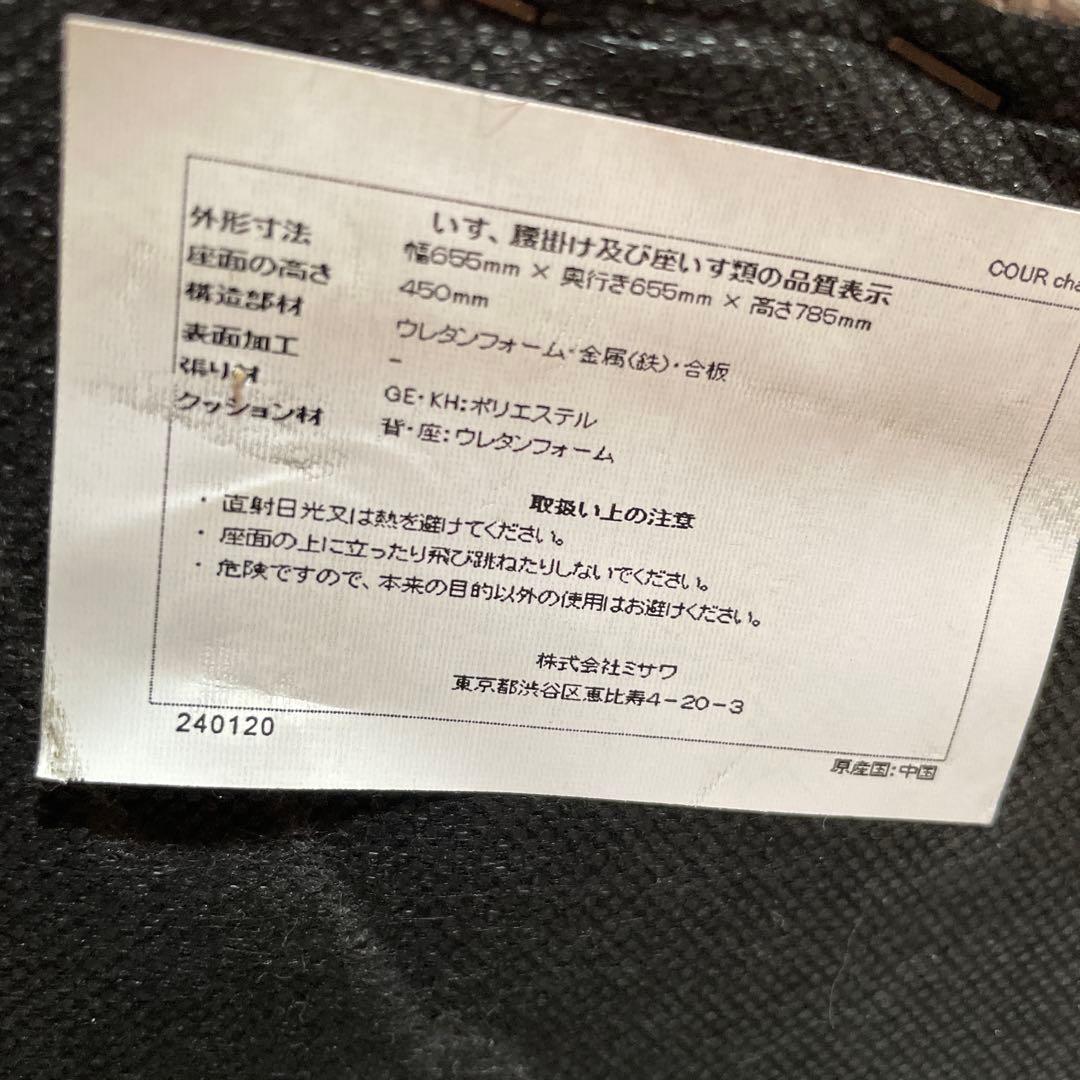 COUR cha
いす、腰掛け及び座いす類の品質表示
外形寸法 幅655mm × 奥行き655mm × 高さ785mm
座面の高さ 450mm
構造部材 ウレタンフォーム・金属(鉄)・合板
表面加工 −
張り材 GE・KH:ポリエステル
クッション材 背・座:ウレタンフォーム
取扱い上の注意
・ 直射日光又は熱を避けてください。
・ 座面の上に立ったり飛び跳ねたりしないでください。
・ 危険ですので、本来の目的以外の使用はお避けください。
株式会社ミサワ
東京都渋谷区恵比寿4−20−3
240120
原産国:中国